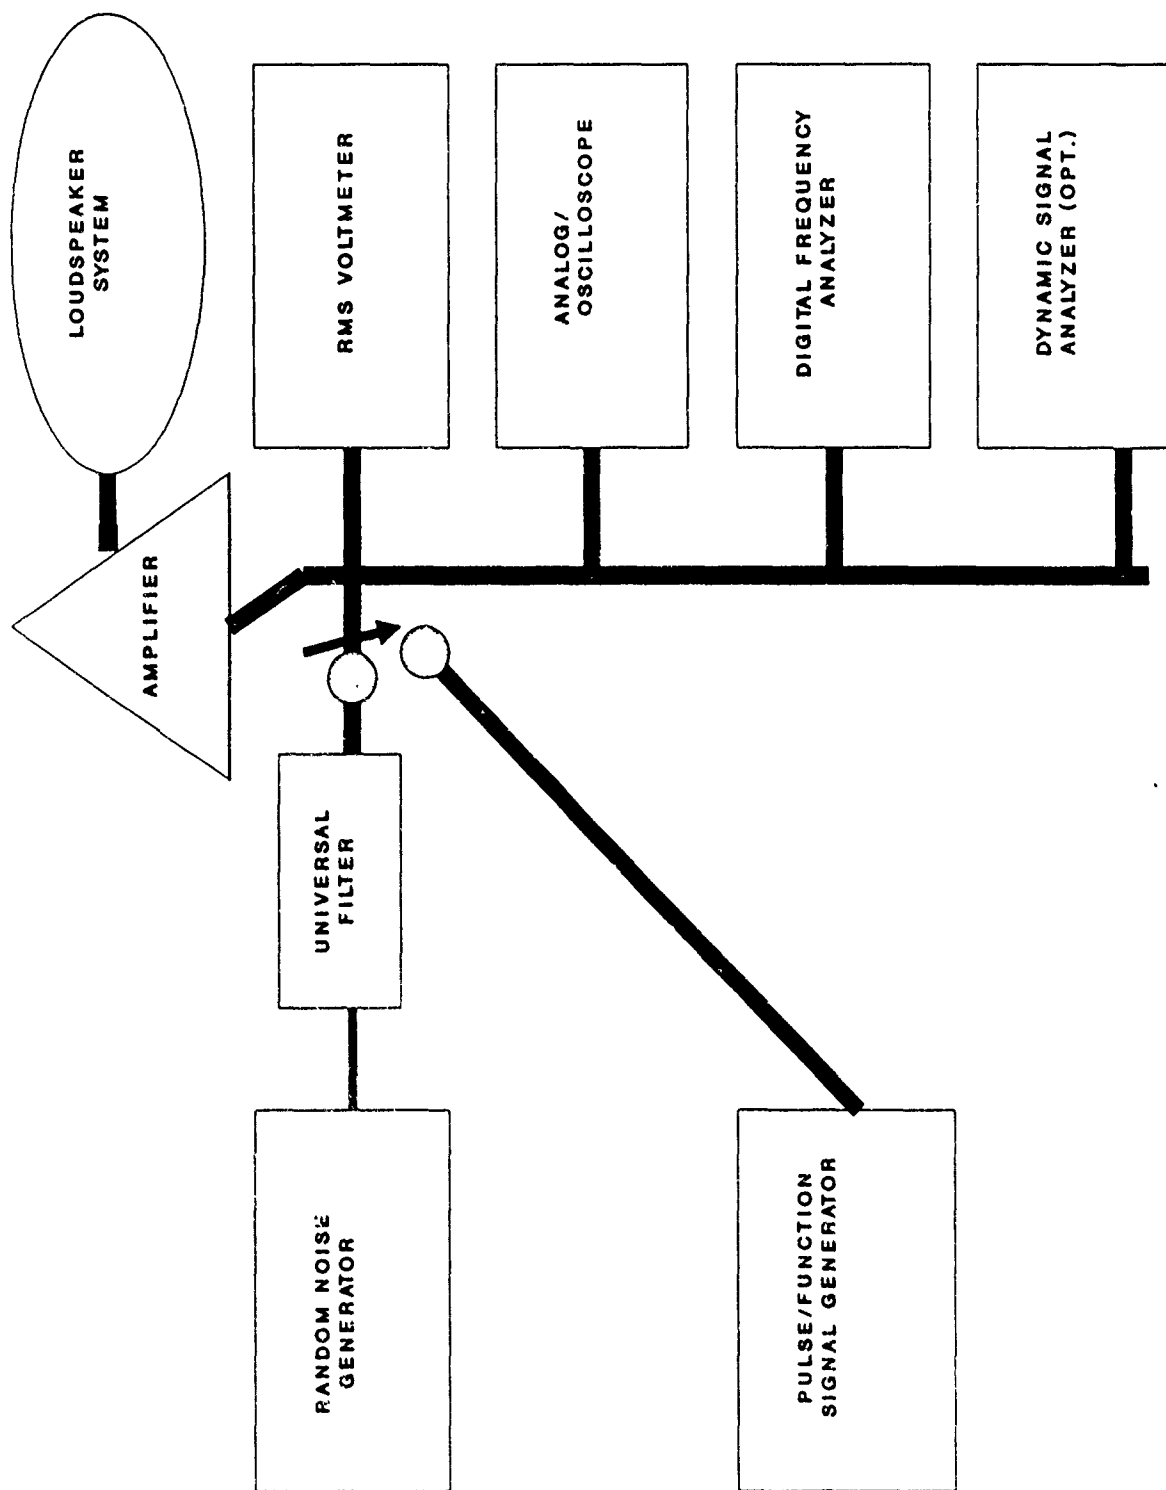 LOUDSPEAKER
SYSTEM
AMPLIFIER
RMS VOLTMETER
ANALOG/
OSCILLOSCOPE
DIGITAL FREQUENCY
ANALYZER
DYNAMIC SIGNAL
ANALYZER (OPT.)
UNIVERSAL
FILTER
RANDOM NOISE
GENERATOR
PULSE/FUNCTION
SIGNAL GENERATOR